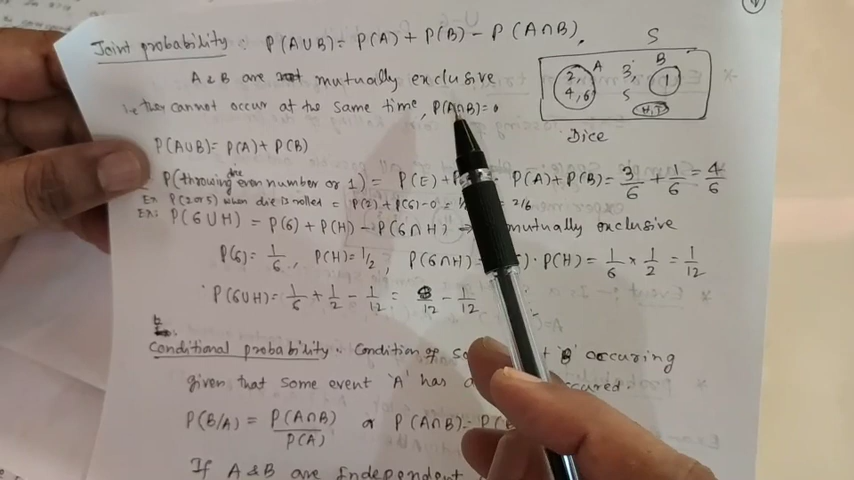 Joint probability : P(A∪B) = P(A) + P(B) - P(A∩B).
S
A & B are not mutually exclusive
i.e they cannot occur at the same time, P(A∩B)=0
2, A 3, B 1
4, 6 5 H,T
Dice
P(A∪B) = P(A) + P(B)
P(throwing die even number or 1) = P(E) + P(A) + P(B) = 3/6 + 1/6 = 4/6
Ex P(2 or 5) when die is rolled = P(2) + P(6) - 0 = = 2/6
Ex: P(6∪H) = P(6) + P(H) - P(6∩H) → mutually exclusive
P(6) = 1/6, P(H) = 1/2, P(6∩H) = · P(H) = 1/6 × 1/2 = 1/12
P(6∪H) = 1/6 + 1/2 - 1/12 = 8/12 - 1/12
Conditional probability . Condition of occuring
given that some event 'A' has
P(B/A) = P(A∩B)/P(A) or P(A∩B) =
If A & B are independent